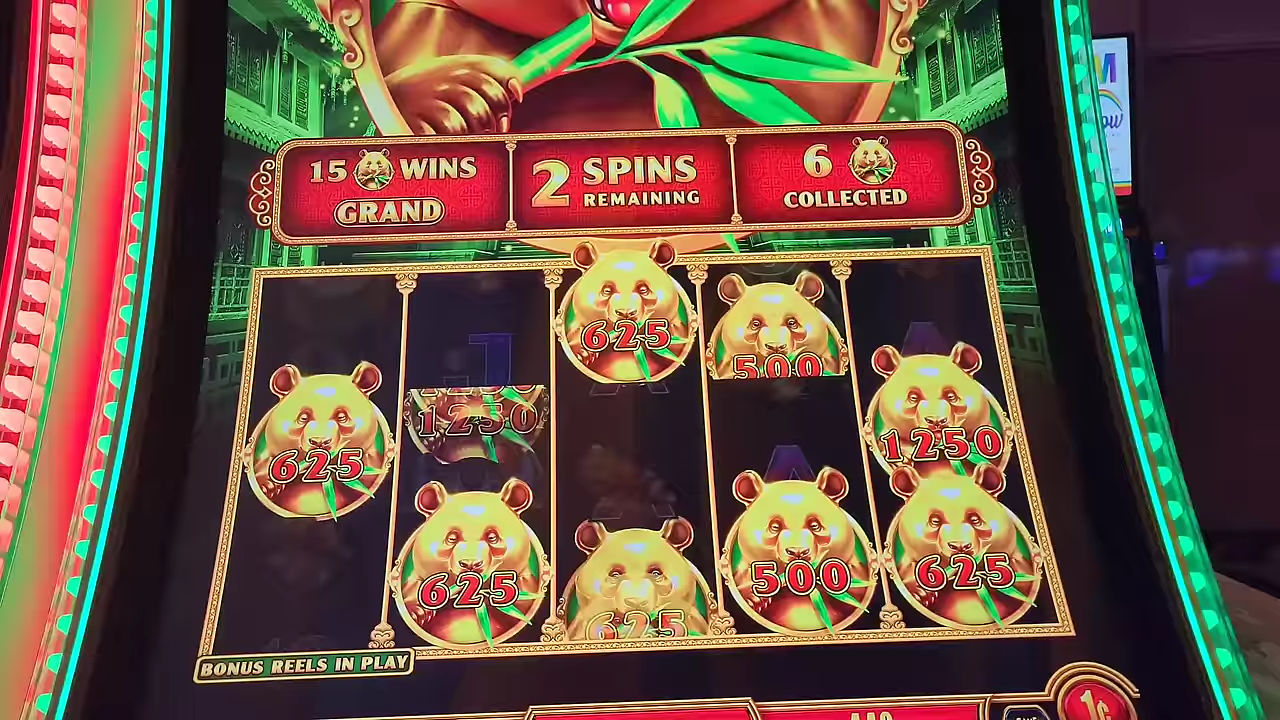 15 WINS
GRAND
2 SPINS
REMAINING
6
COLLECTED
625
500
J
A
1250
1250
625
A
625
500
625
625
BONUS REELS IN PLAY
1¢